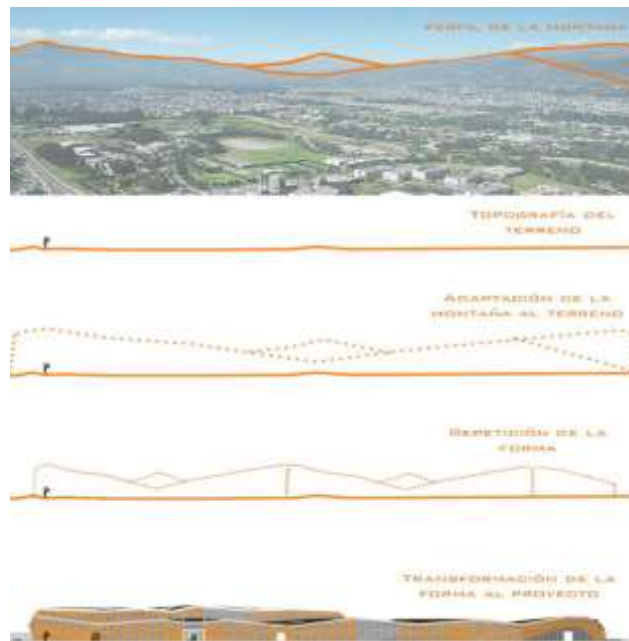 PERFIL DE LA MONTAÑA
TOPOGRAFÍA DEL
TERRENO
ADAPTACIÓN DE LA
MONTAÑA AL TERRENO
REPETICIÓN DE LA
FORMA
TRANSFORMACIÓN DE LA
FORMA AL PROYECTO